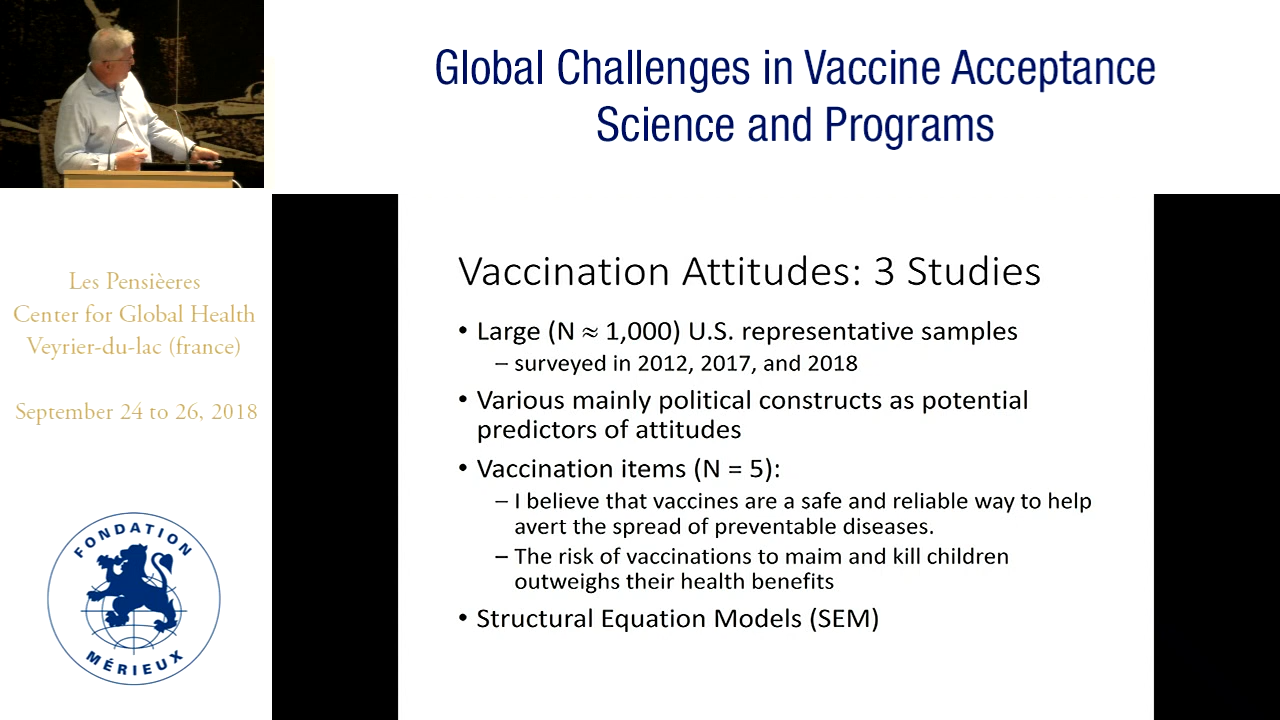 Global Challenges in Vaccine Acceptance
Science and Programs
Les Pensièeres
Center for Global Health
Veyrier-du-lac (france)
September 24 to 26, 2018
FONDATION
MÉRIEUX
Vaccination Attitudes: 3 Studies
• Large (N ≈ 1,000) U.S. representative samples
– surveyed in 2012, 2017, and 2018
• Various mainly political constructs as potential
predictors of attitudes
• Vaccination items (N = 5):
– I believe that vaccines are a safe and reliable way to help
avert the spread of preventable diseases.
– The risk of vaccinations to maim and kill children
outweighs their health benefits
• Structural Equation Models (SEM)